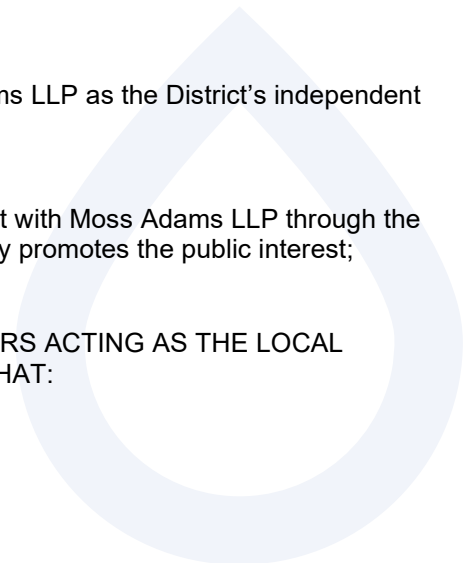 ms LLP as the District's independent
t with Moss Adams LLP through the
y promotes the public interest;
RS ACTING AS THE LOCAL
HAT: